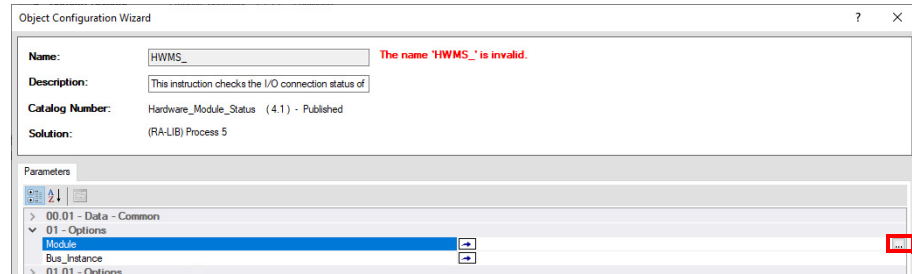 Object Configuration Wizard ? X
Name: HWMS_ The name 'HWMS_' is invalid.
Description: This instruction checks the I/O connection status of
Catalog Number: Hardware_Module_Status ( 4.1 ) - Published
Solution: (RA-LIB) Process 5
Parameters
00.01 - Data - Common
01 - Options
Module ...
Bus_Instance
01.01 - Options